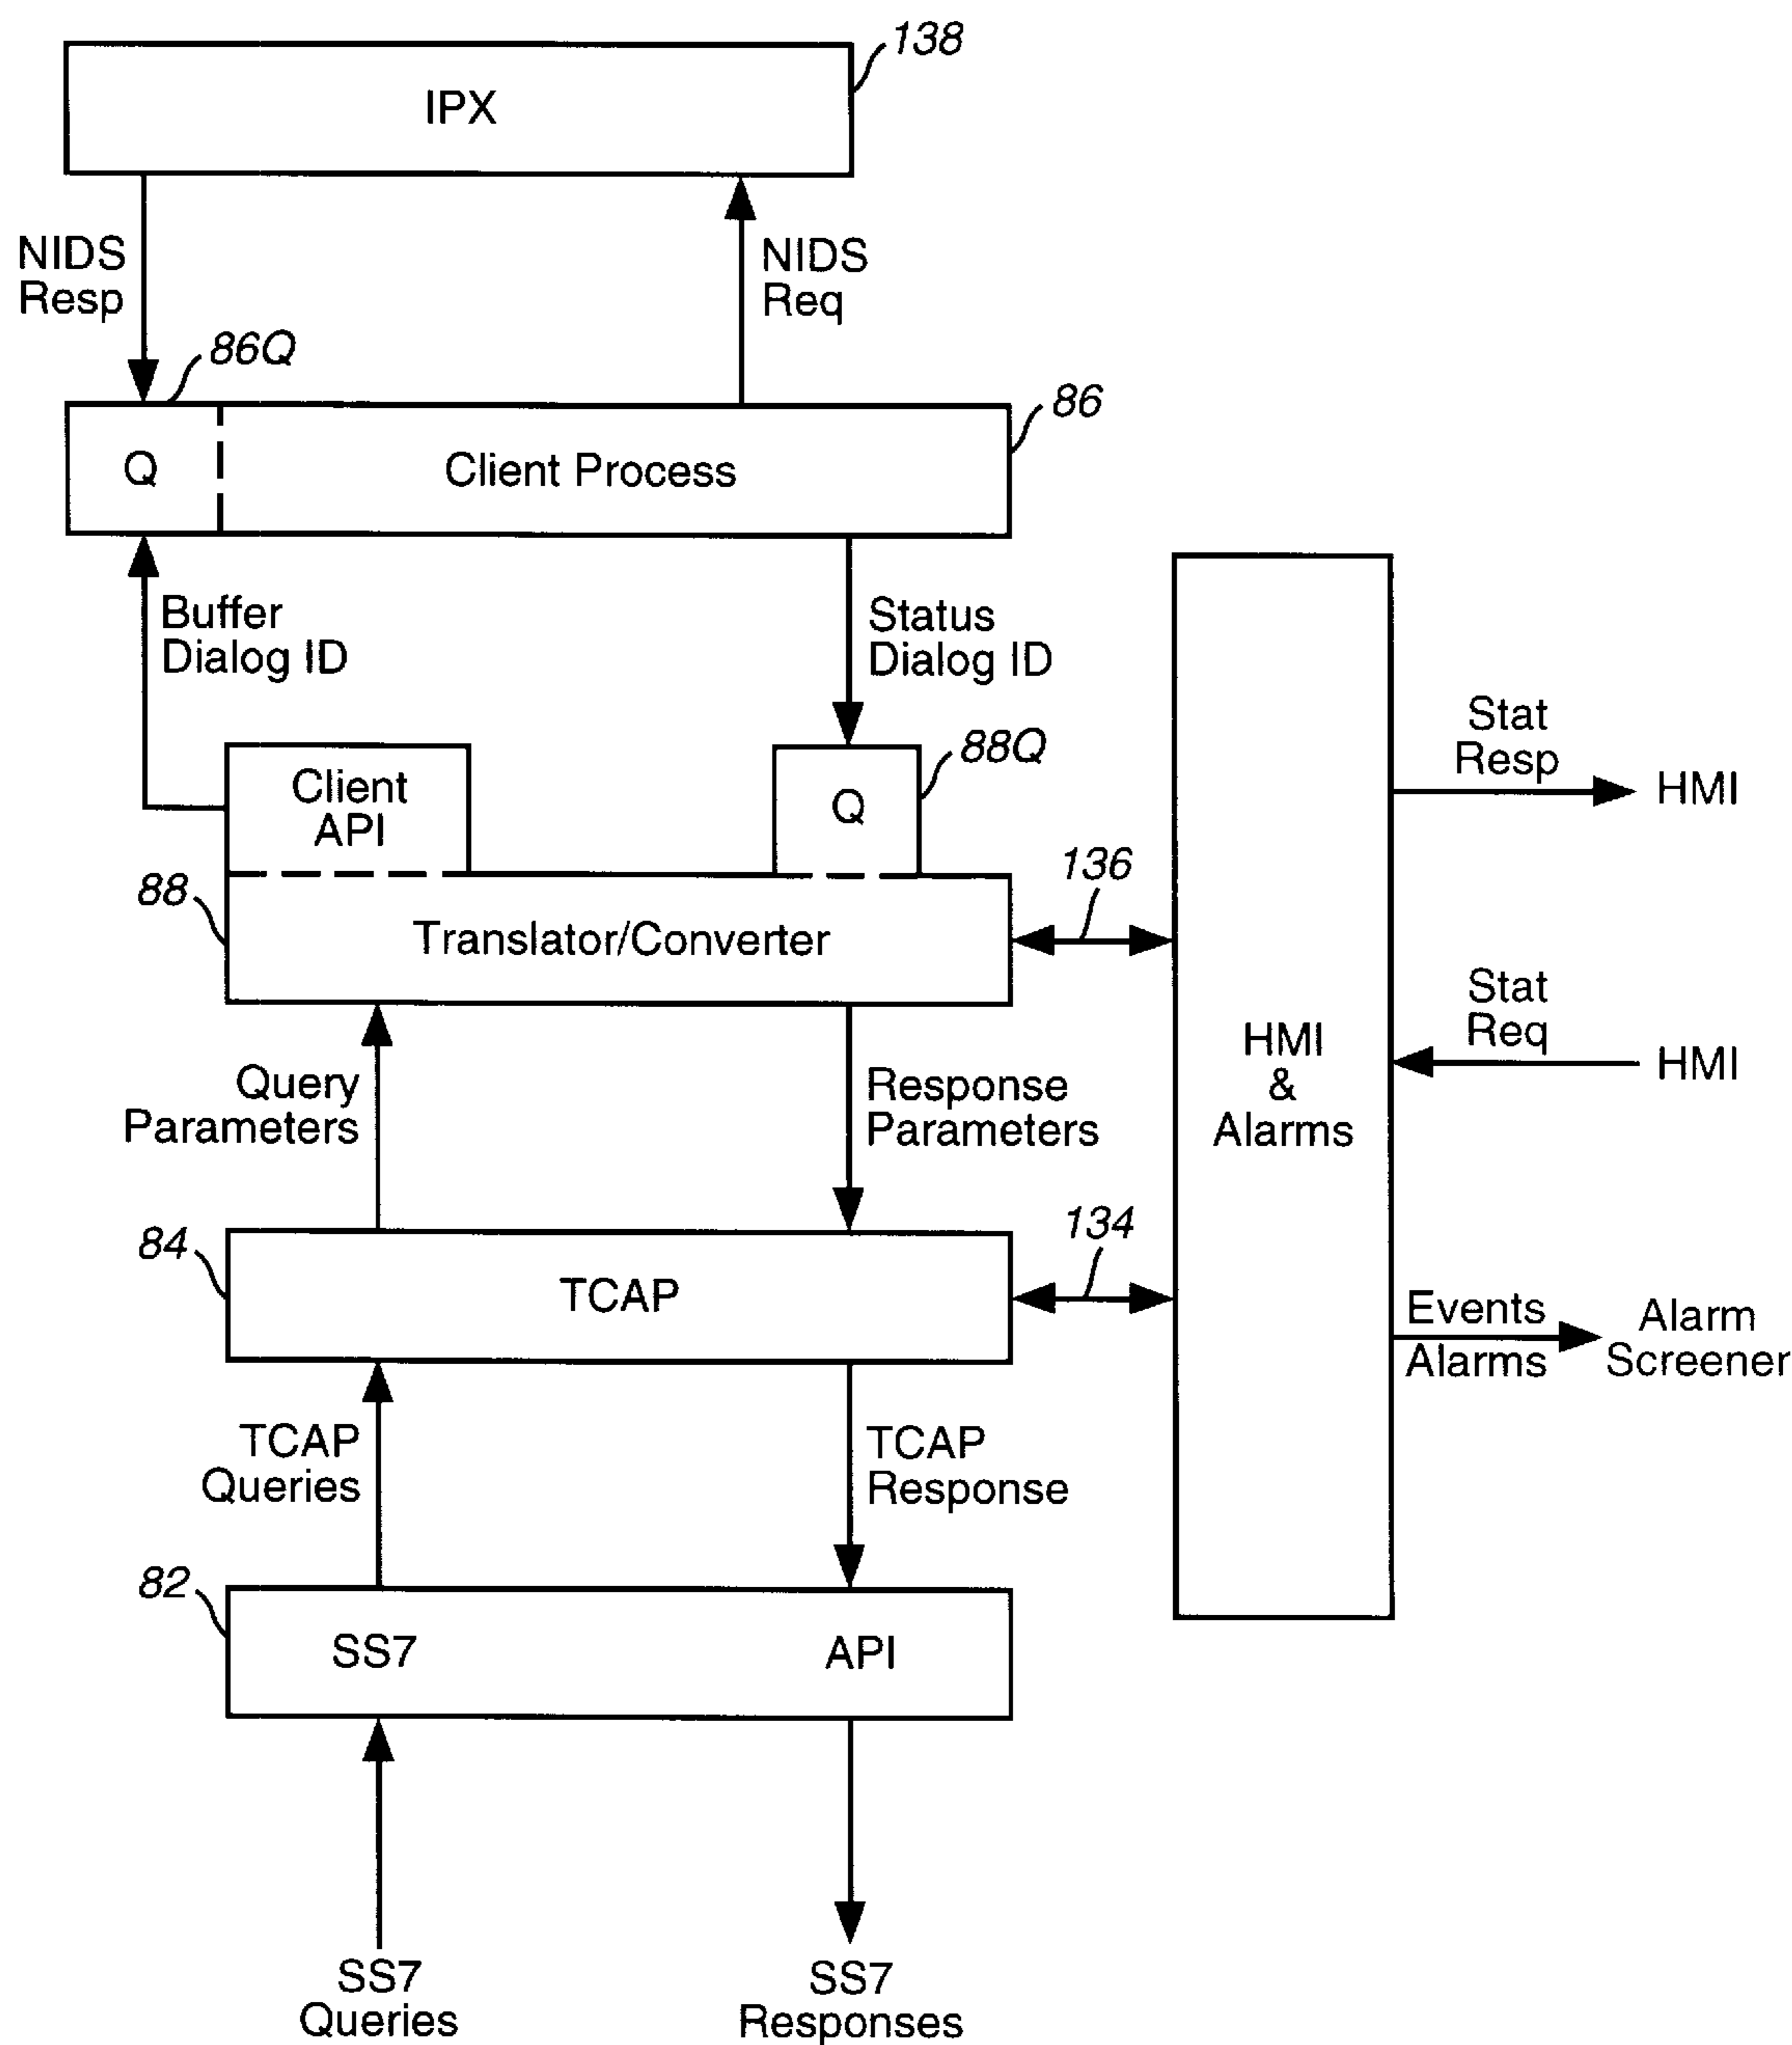 138
IPX
NIDS
Resp
NIDS
Req
86Q
86
Q
Client Process
Buffer
Dialog ID
Status
Dialog ID
88Q
Client
API
Q
Stat
Resp
HMI
88
136
Translator/Converter
Stat
Req
HMI
HMI
&
Alarms
Query
Parameters
Response
Parameters
84
134
TCAP
Events
Alarms
Alarm
Screener
TCAP
Queries
TCAP
Response
82
SS7
API
SS7
Queries
SS7
Responses